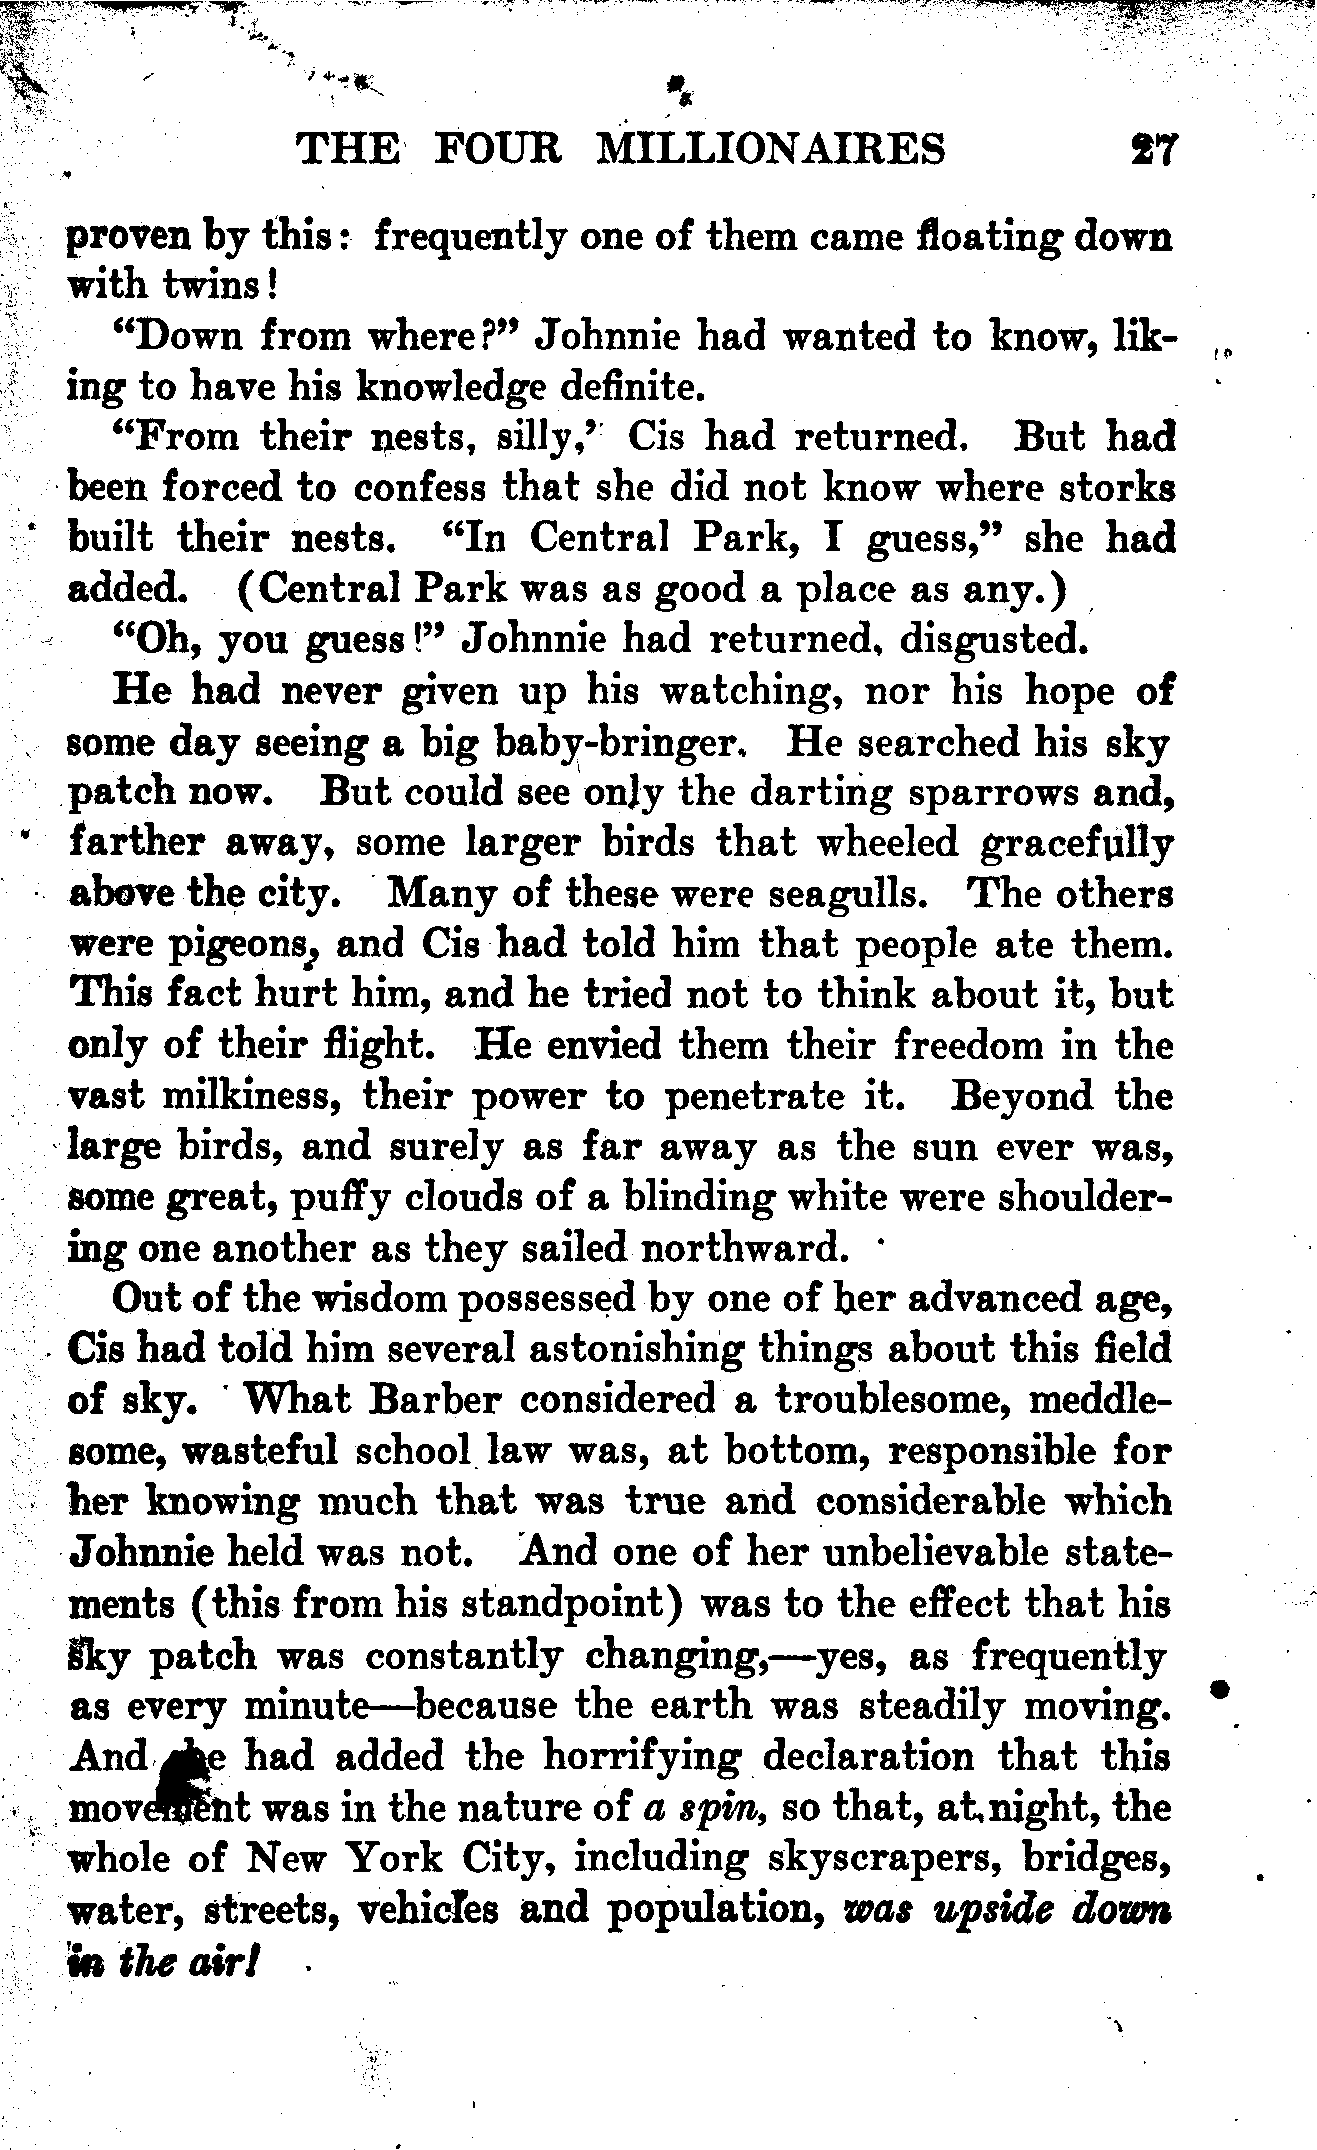 THE FOUR MILLIONAIRES 27
proven by this: frequently one of them came floating down
with twins!
"Down from where?" Johnnie had wanted to know, lik-
ing to have his knowledge definite.
"From their nests, silly,' Cis had returned. But had
been forced to confess that she did not know where storks
built their nests. "In Central Park, I guess," she had
added. (Central Park was as good a place as any.)
"Oh, you guess!" Johnnie had returned, disgusted.
He had never given up his watching, nor his hope of
some day seeing a big baby-bringer. He searched his sky
patch now. But could see only the darting sparrows and,
farther away, some larger birds that wheeled gracefully
above the city. Many of these were seagulls. The others
were pigeons, and Cis had told him that people ate them.
This fact hurt him, and he tried not to think about it, but
only of their flight. He envied them their freedom in the
vast milkiness, their power to penetrate it. Beyond the
large birds, and surely as far away as the sun ever was,
some great, puffy clouds of a blinding white were shoulder-
ing one another as they sailed northward.
Out of the wisdom possessed by one of her advanced age,
Cis had told him several astonishing things about this field
of sky. What Barber considered a troublesome, meddle-
some, wasteful school law was, at bottom, responsible for
her knowing much that was true and considerable which
Johnnie held was not. And one of her unbelievable state-
ments (this from his standpoint) was to the effect that his
sky patch was constantly changing,—yes, as frequently
as every minute—because the earth was steadily moving.
And she had added the horrifying declaration that this
movement was in the nature of a spin, so that, at night, the
whole of New York City, including skyscrapers, bridges,
water, streets, vehicles and population, was upside down
in the air!